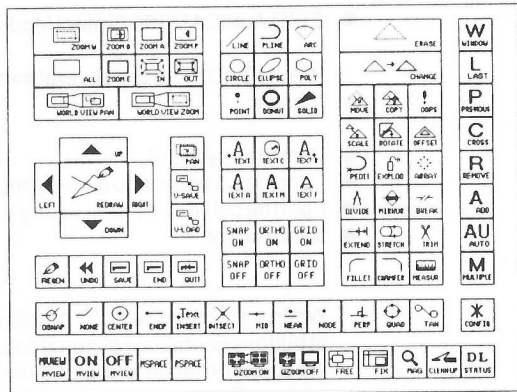 ZOOM W ZOOM D ZOOM A ZOOM P
ALL ZOOM E IN OUT
WORLD VIEW PAN WORLD VIEW ZOOM
LINE PLINE ARC
CIRCLE ELLIPSE POLY
POINT DONUT SOLID
ERASE
CHANGE
MOVE COPY OOPS
SCALE ROTATE OFFSET
PEDIT EXPLOD ARRAY
DIVIDE MIRROR BREAK
EXTEND STRETCH TRIM
FILLET CHAMFER MEASUR
W
WINDOW
L
LAST
P
PREVIOUS
C
CROSS
R
REMOVE
A
ADD
AU
AUTO
M
MULTIPLE
UP
LEFT REDRAW RIGHT
DOWN
PAN
V-SAVE
V-LOAD
A A
TEXT TEXT C TEXT R
A A A
TEXT A TEXT M TEXT F
SNAP ON ORTHO ON GRID ON
SNAP OFF ORTHO OFF GRID OFF
REGEN UNDO SAVE END QUIT
Text
OSNAP NONE CENTER ENDP INSERT INTSECT MID NEAR NODE PERP QUAD TAN
CONFIG
MVIEW ON OFF
MVIEW MVIEW MVIEW MSPACE PSPACE
QZOOM ON QZOOM OFF FREE FIX MAG CLEAN UP
DL
STATUS